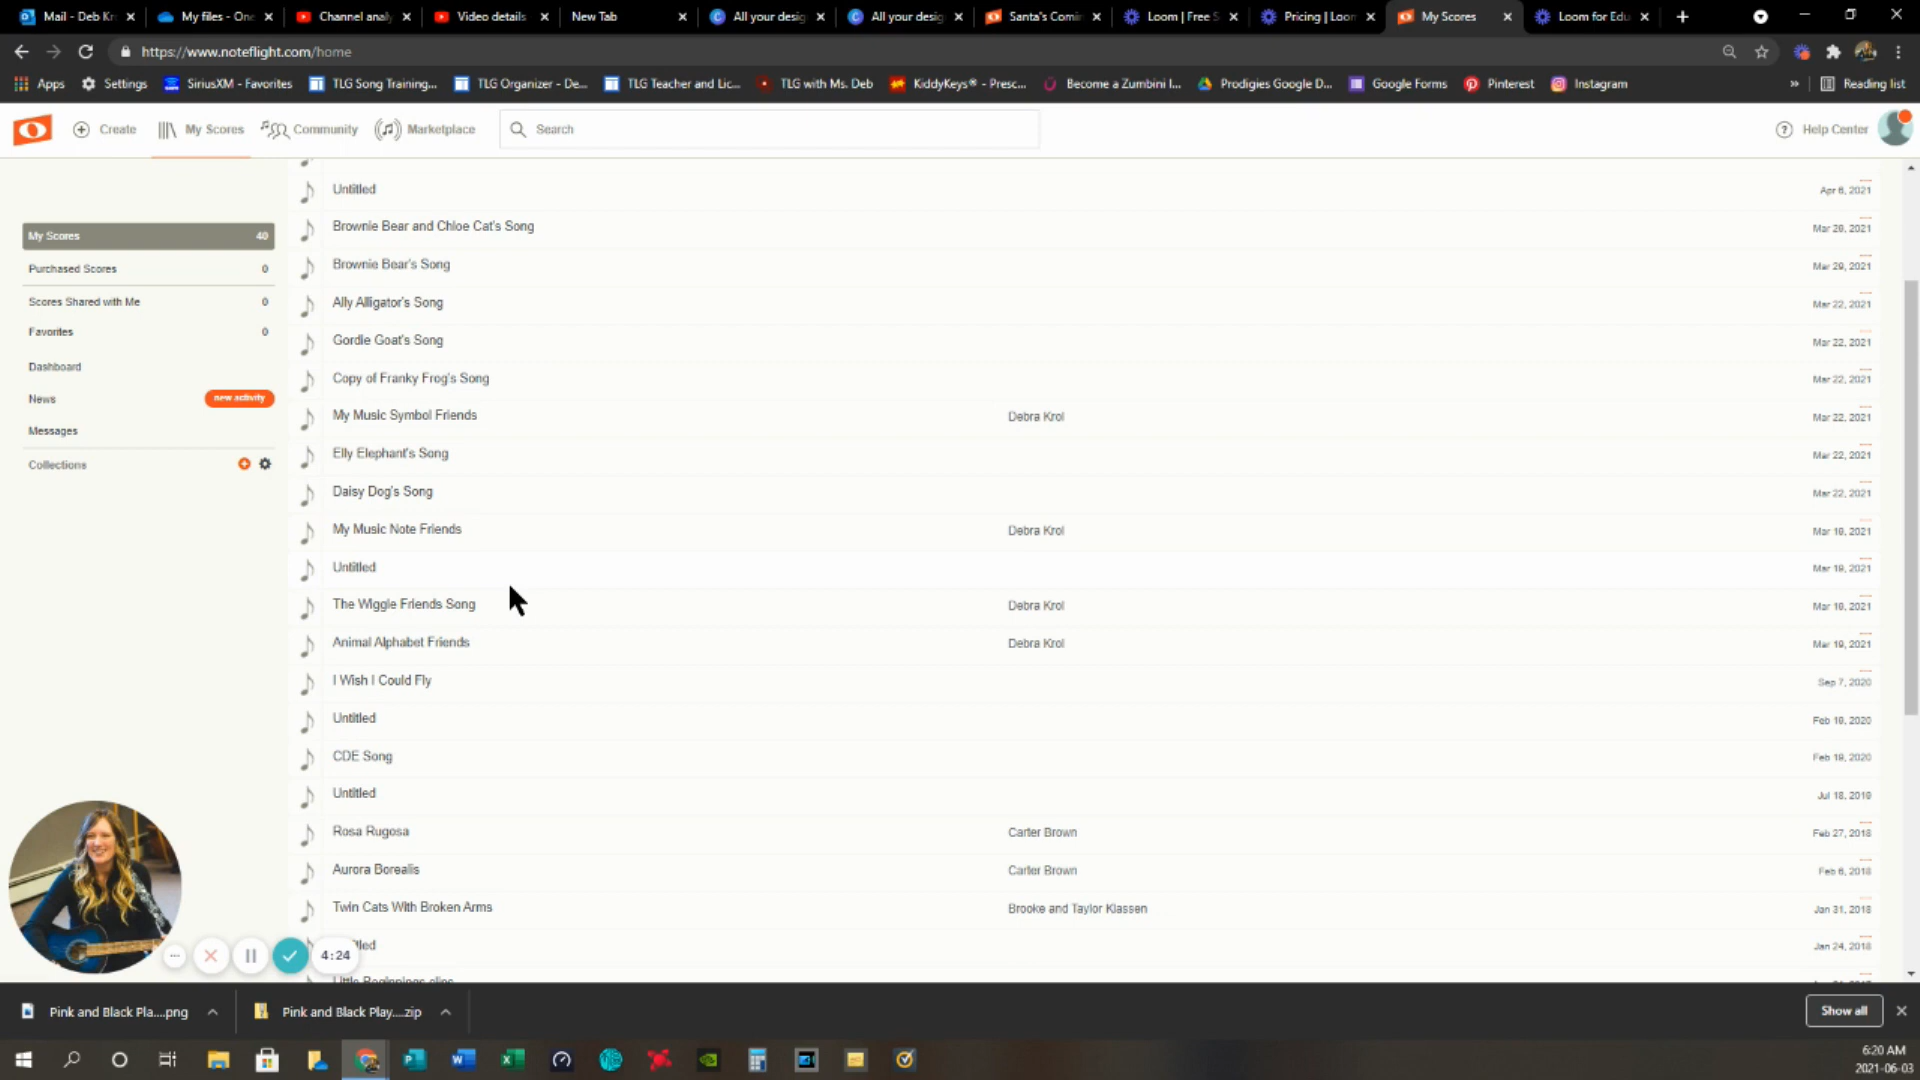 Mail - Deb Kr
My files - One
Channel analy
Video details
New Tab
All your desig
All your desig
Santa's Comin
Loom | Free S
Pricing | Loom
My Scores
Loom for Edu
https://www.noteflight.com/home
Apps
Settings
SiriusXM - Favorites
TLG Song Training...
TLG Organizer - De...
TLG Teacher and Lic...
TLG with Ms. Deb
KiddyKeys® - Presc...
Become a Zumbini I...
Prodigies Google D...
Google Forms
Pinterest
Instagram
»
Reading list
Create
My Scores
Community
Marketplace
Search
Help Center
My Scores 40
Purchased Scores 0
Scores Shared with Me 0
Favorites 0
Dashboard
News new activity
Messages
Collections
Untitled Apr 6, 2021
Brownie Bear and Chloe Cat's Song 2021
Brownie Bear's Song Mar 29, 2021
Ally Alligator's Song Mar 22, 2021
Gordie Goat's Song Mar 22, 2021
Copy of Franky Frog's Song Mar 22, 2021
My Music Symbol Friends Debra Krol Mar 22, 2021
Elly Elephant's Song Mar 22, 2021
Daisy Dog's Song Mar 22, 2021
My Music Note Friends Debra Krol 2021
Untitled Mar 19, 2021
The Wiggle Friends Song Debra Krol 2021
Animal Alphabet Friends Debra Krol Mar 19, 2021
I Wish I Could Fly Sep 7, 2020
Untitled 2020
CDE Song Feb 19, 2020
Untitled Jul 18, 2019
Rosa Rugosa Carter Brown Feb 27, 2018
Aurora Borealis Carter Brown Feb 6, 2018
Twin Cats With Broken Arms Brooke and Taylor Klassen Jan 31, 2018
tled Jan 24, 2018
4:24
Pink and Black Pla....png
Pink and Black Play....zip
Show all
6:20 AM
2021-06-03